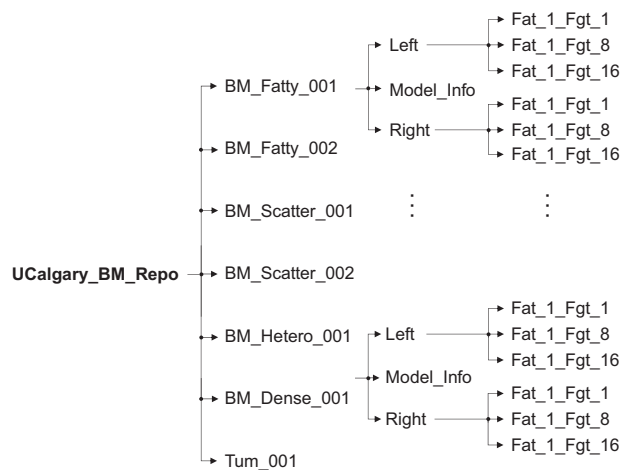 Fat_1_Fgt_1
Left
Fat_1_Fgt_8
Fat_1_Fgt_16
BM_Fatty_001
Model_Info
Fat_1_Fgt_1
Right
Fat_1_Fgt_8
Fat_1_Fgt_16
BM_Fatty_002
BM_Scatter_001
UCalgary_BM_Repo
BM_Scatter_002
Fat_1_Fgt_1
BM_Hetero_001
Left
Fat_1_Fgt_8
Fat_1_Fgt_16
Model_Info
BM_Dense_001
Fat_1_Fgt_1
Right
Fat_1_Fgt_8
Fat_1_Fgt_16
Tum_001